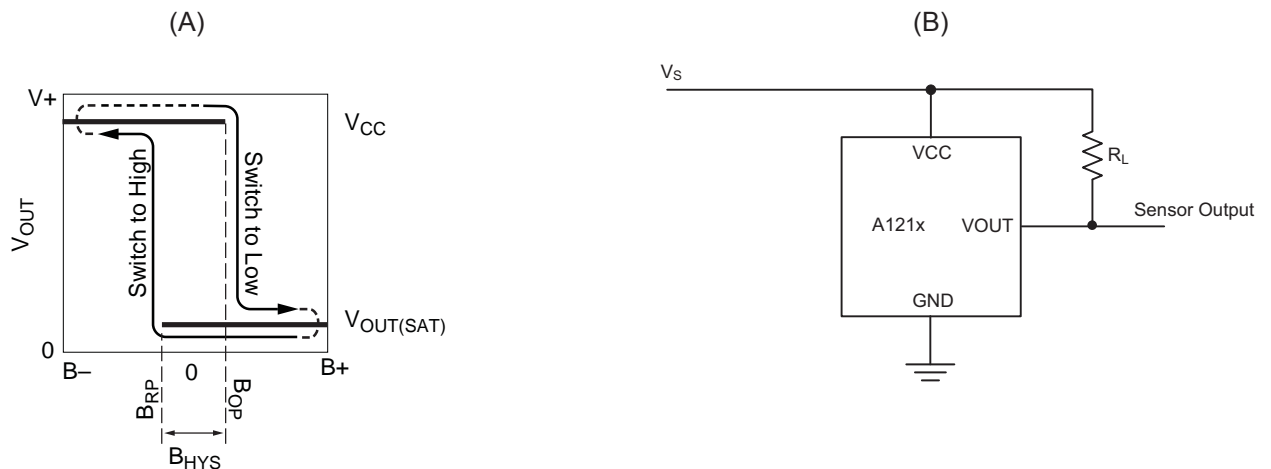 (A)
V+
VCC
Switch to High
Switch to Low
VOUT
VOUT(SAT)
0
B–
0
B+
BRP
BOP
BHYS
(B)
VS
VCC
RL
A121x
VOUT
Sensor Output
GND